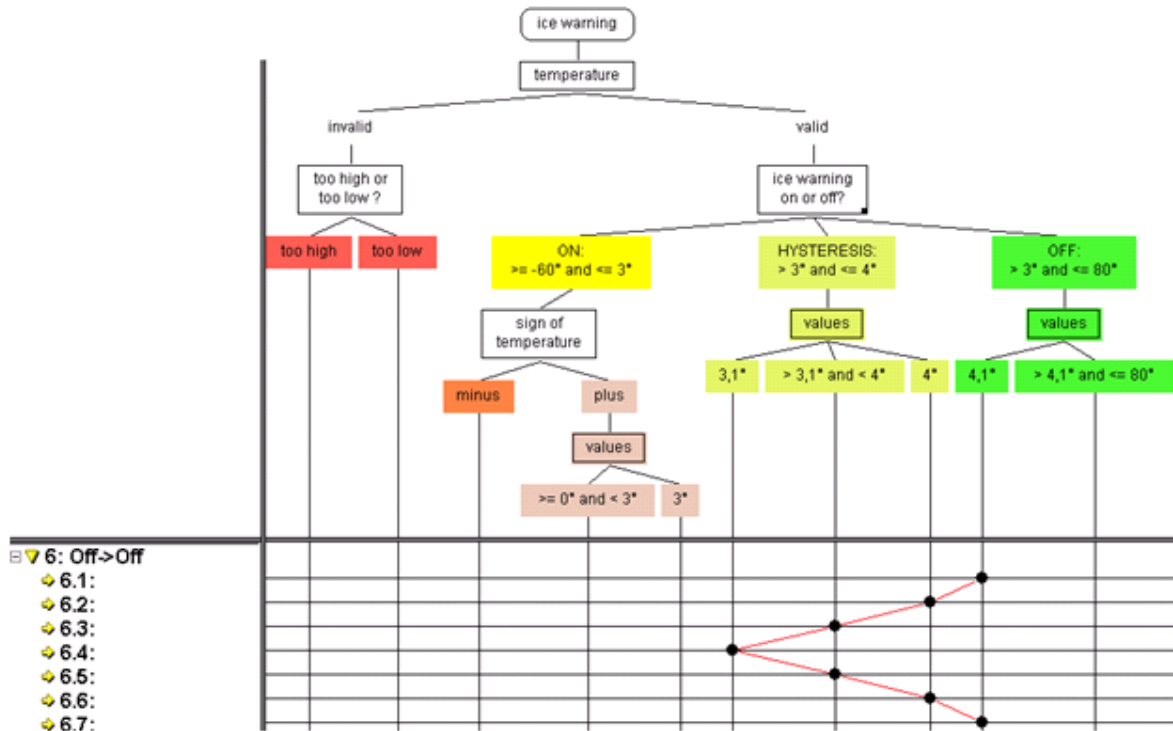 ice warning
temperature
invalid
valid
too high or
too low ?
ice warning
on or off?
too high
too low
ON:
>= -60° and <= 3°
HYSTERESIS:
> 3° and <= 4°
OFF:
> 3° and <= 80°
sign of
temperature
values
values
3,1°
> 3,1° and < 4°
4°
4,1°
> 4,1° and <= 80°
minus
plus
values
>= 0° and < 3°
3°
6: Off->Off
6.1:
6.2:
6.3:
6.4:
6.5:
6.6:
6.7: